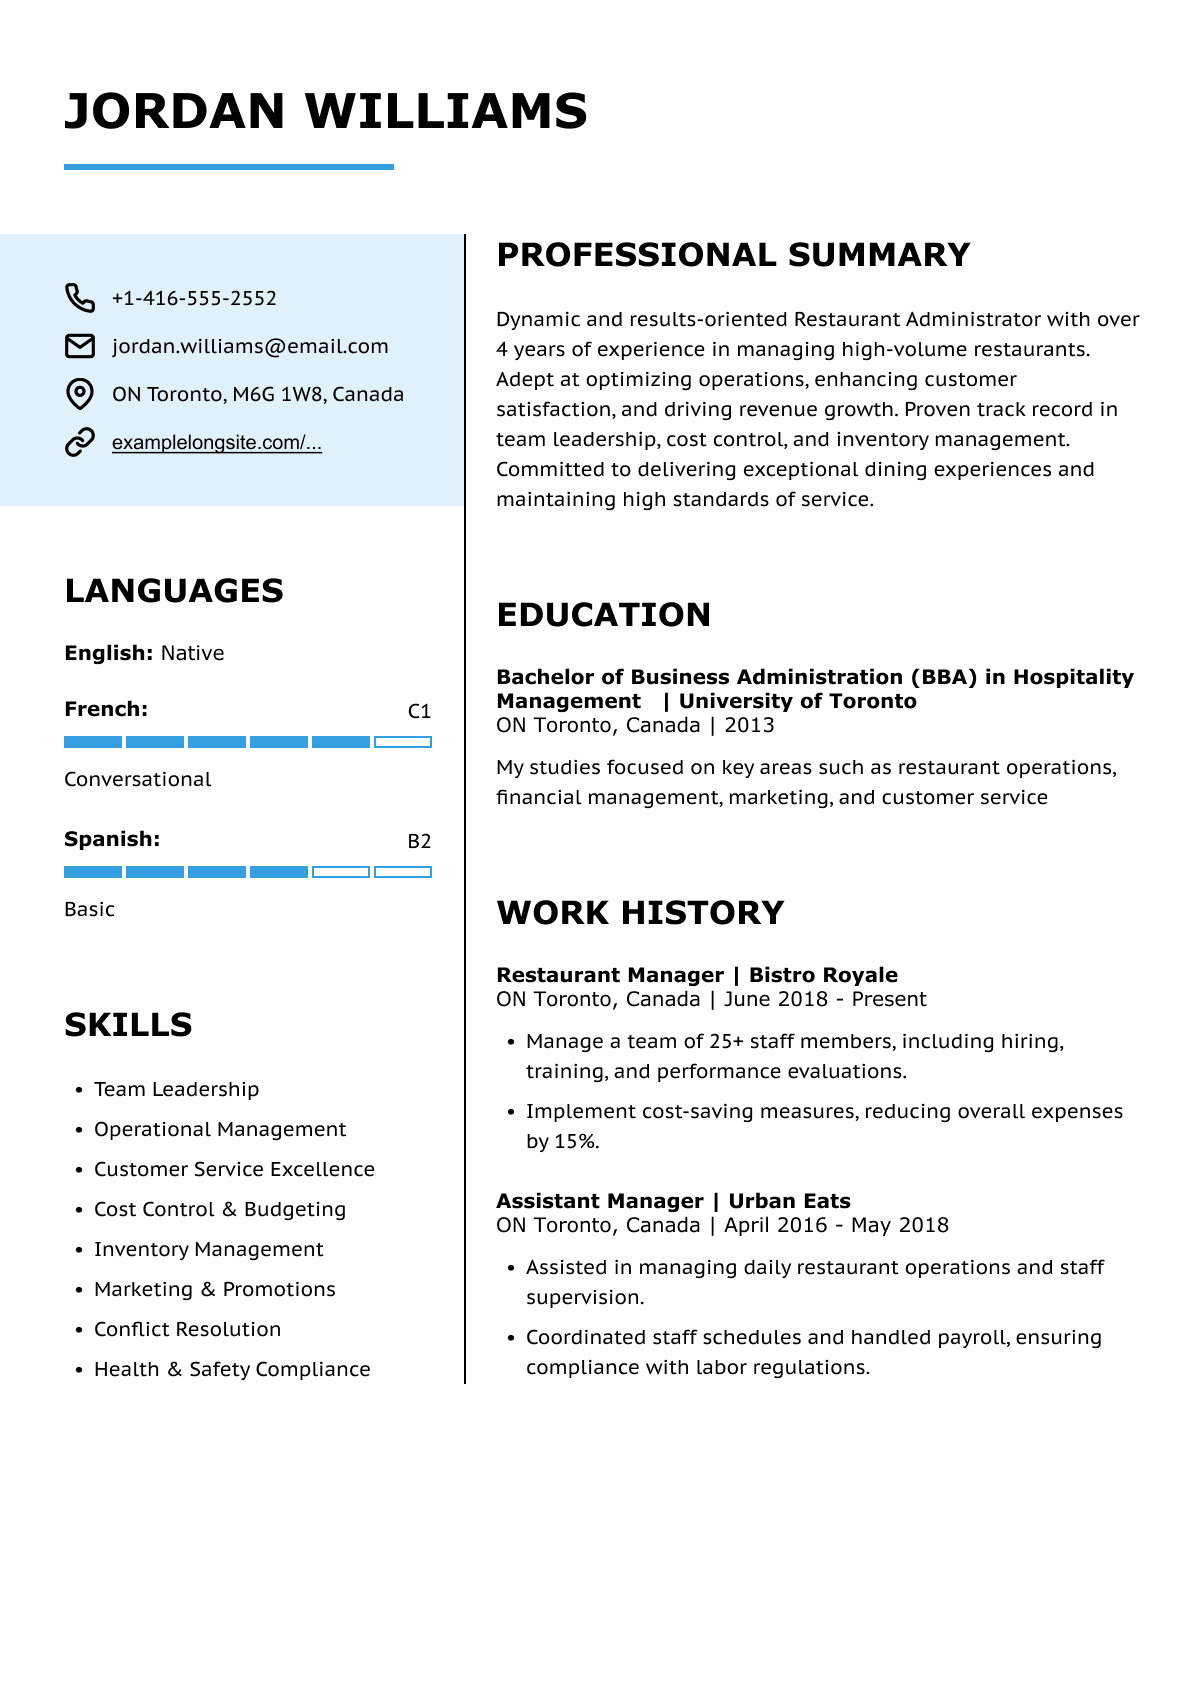 JORDAN WILLIAMS
+1-416-555-2552
jordan.williams@email.com
ON Toronto, M6G 1W8, Canada
examplelongsite.com/...
LANGUAGES
English: Native
French: C1
Conversational
Spanish: B2
Basic
SKILLS
• Team Leadership
• Operational Management
• Customer Service Excellence
• Cost Control & Budgeting
• Inventory Management
• Marketing & Promotions
• Conflict Resolution
• Health & Safety Compliance
PROFESSIONAL SUMMARY
Dynamic and results-oriented Restaurant Administrator with over
4 years of experience in managing high-volume restaurants.
Adept at optimizing operations, enhancing customer
satisfaction, and driving revenue growth. Proven track record in
team leadership, cost control, and inventory management.
Committed to delivering exceptional dining experiences and
maintaining high standards of service.
EDUCATION
Bachelor of Business Administration (BBA) in Hospitality
Management | University of Toronto
ON Toronto, Canada | 2013
My studies focused on key areas such as restaurant operations,
financial management, marketing, and customer service
WORK HISTORY
Restaurant Manager | Bistro Royale
ON Toronto, Canada | June 2018 - Present
• Manage a team of 25+ staff members, including hiring,
training, and performance evaluations.
• Implement cost-saving measures, reducing overall expenses
by 15%.
Assistant Manager | Urban Eats
ON Toronto, Canada | April 2016 - May 2018
• Assisted in managing daily restaurant operations and staff
supervision.
• Coordinated staff schedules and handled payroll, ensuring
compliance with labor regulations.